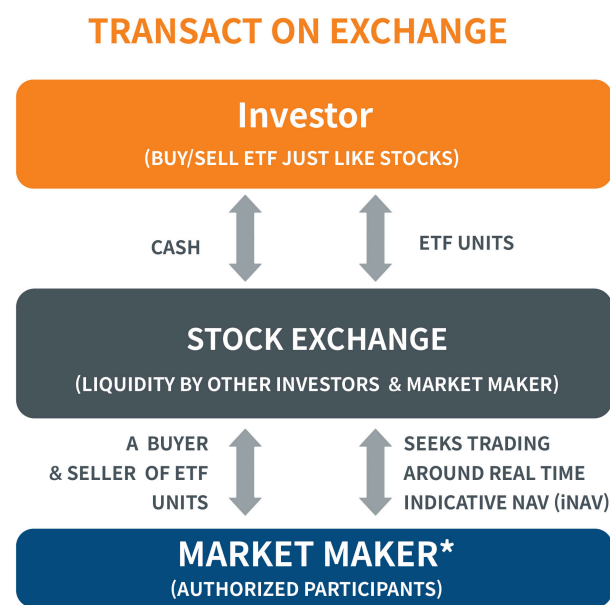 TRANSACT ON EXCHANGE
Investor
(BUY/SELL ETF JUST LIKE STOCKS)
CASH
ETF UNITS
STOCK EXCHANGE
(LIQUIDITY BY OTHER INVESTORS & MARKET MAKER)
A BUYER
& SELLER OF ETF
UNITS
SEEKS TRADING
AROUND REAL TIME
INDICATIVE NAV (iNAV)
MARKET MAKER*
(AUTHORIZED PARTICIPANTS)